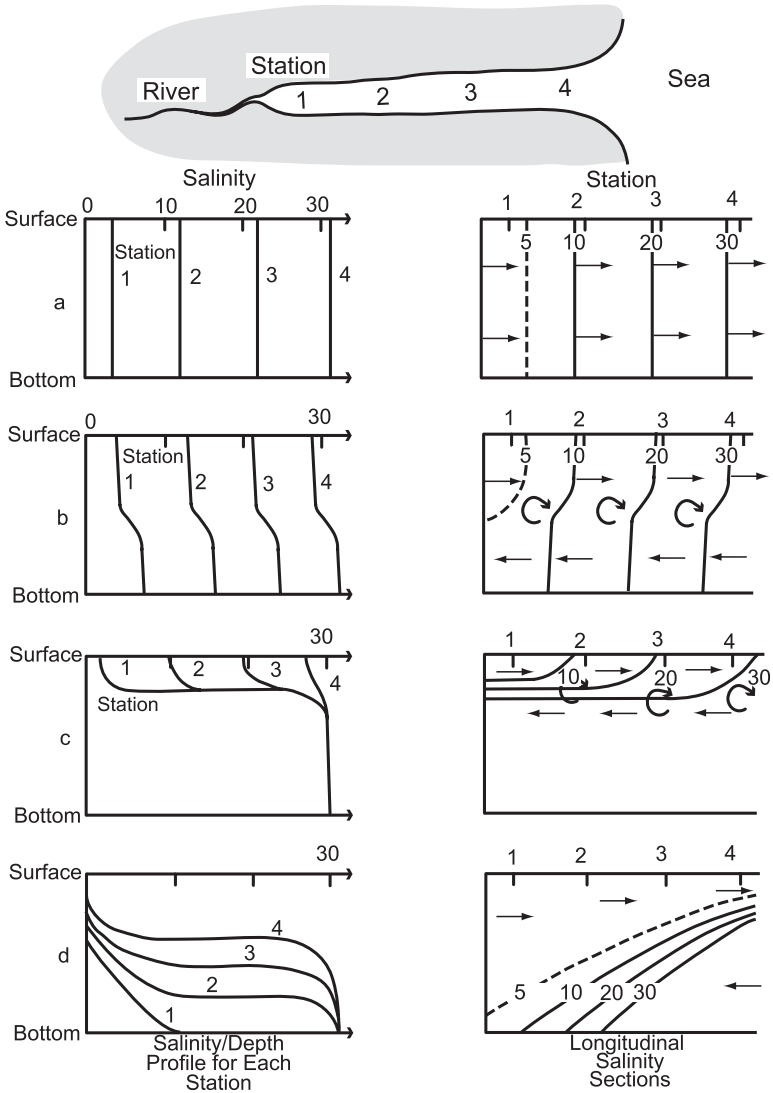 Station
River
Sea
1 2 3 4
Salinity
Station
0 10 20 30
1 2 3 4
Surface
5 10 20 30
Station
1 2 3 4
a
Bottom
0 30
1 2 3 4
Surface
5 10 20 30
Station
1 2 3 4
b
Bottom
30
1 2 3 4
Surface
1 2 3 4
10 20 30
Station
c
Bottom
30
1 2 3 4
Surface
4
3
2
1
d
5 10 20 30
Bottom
Salinity/Depth
Profile for Each
Station
Longitudinal
Salinity
Sections